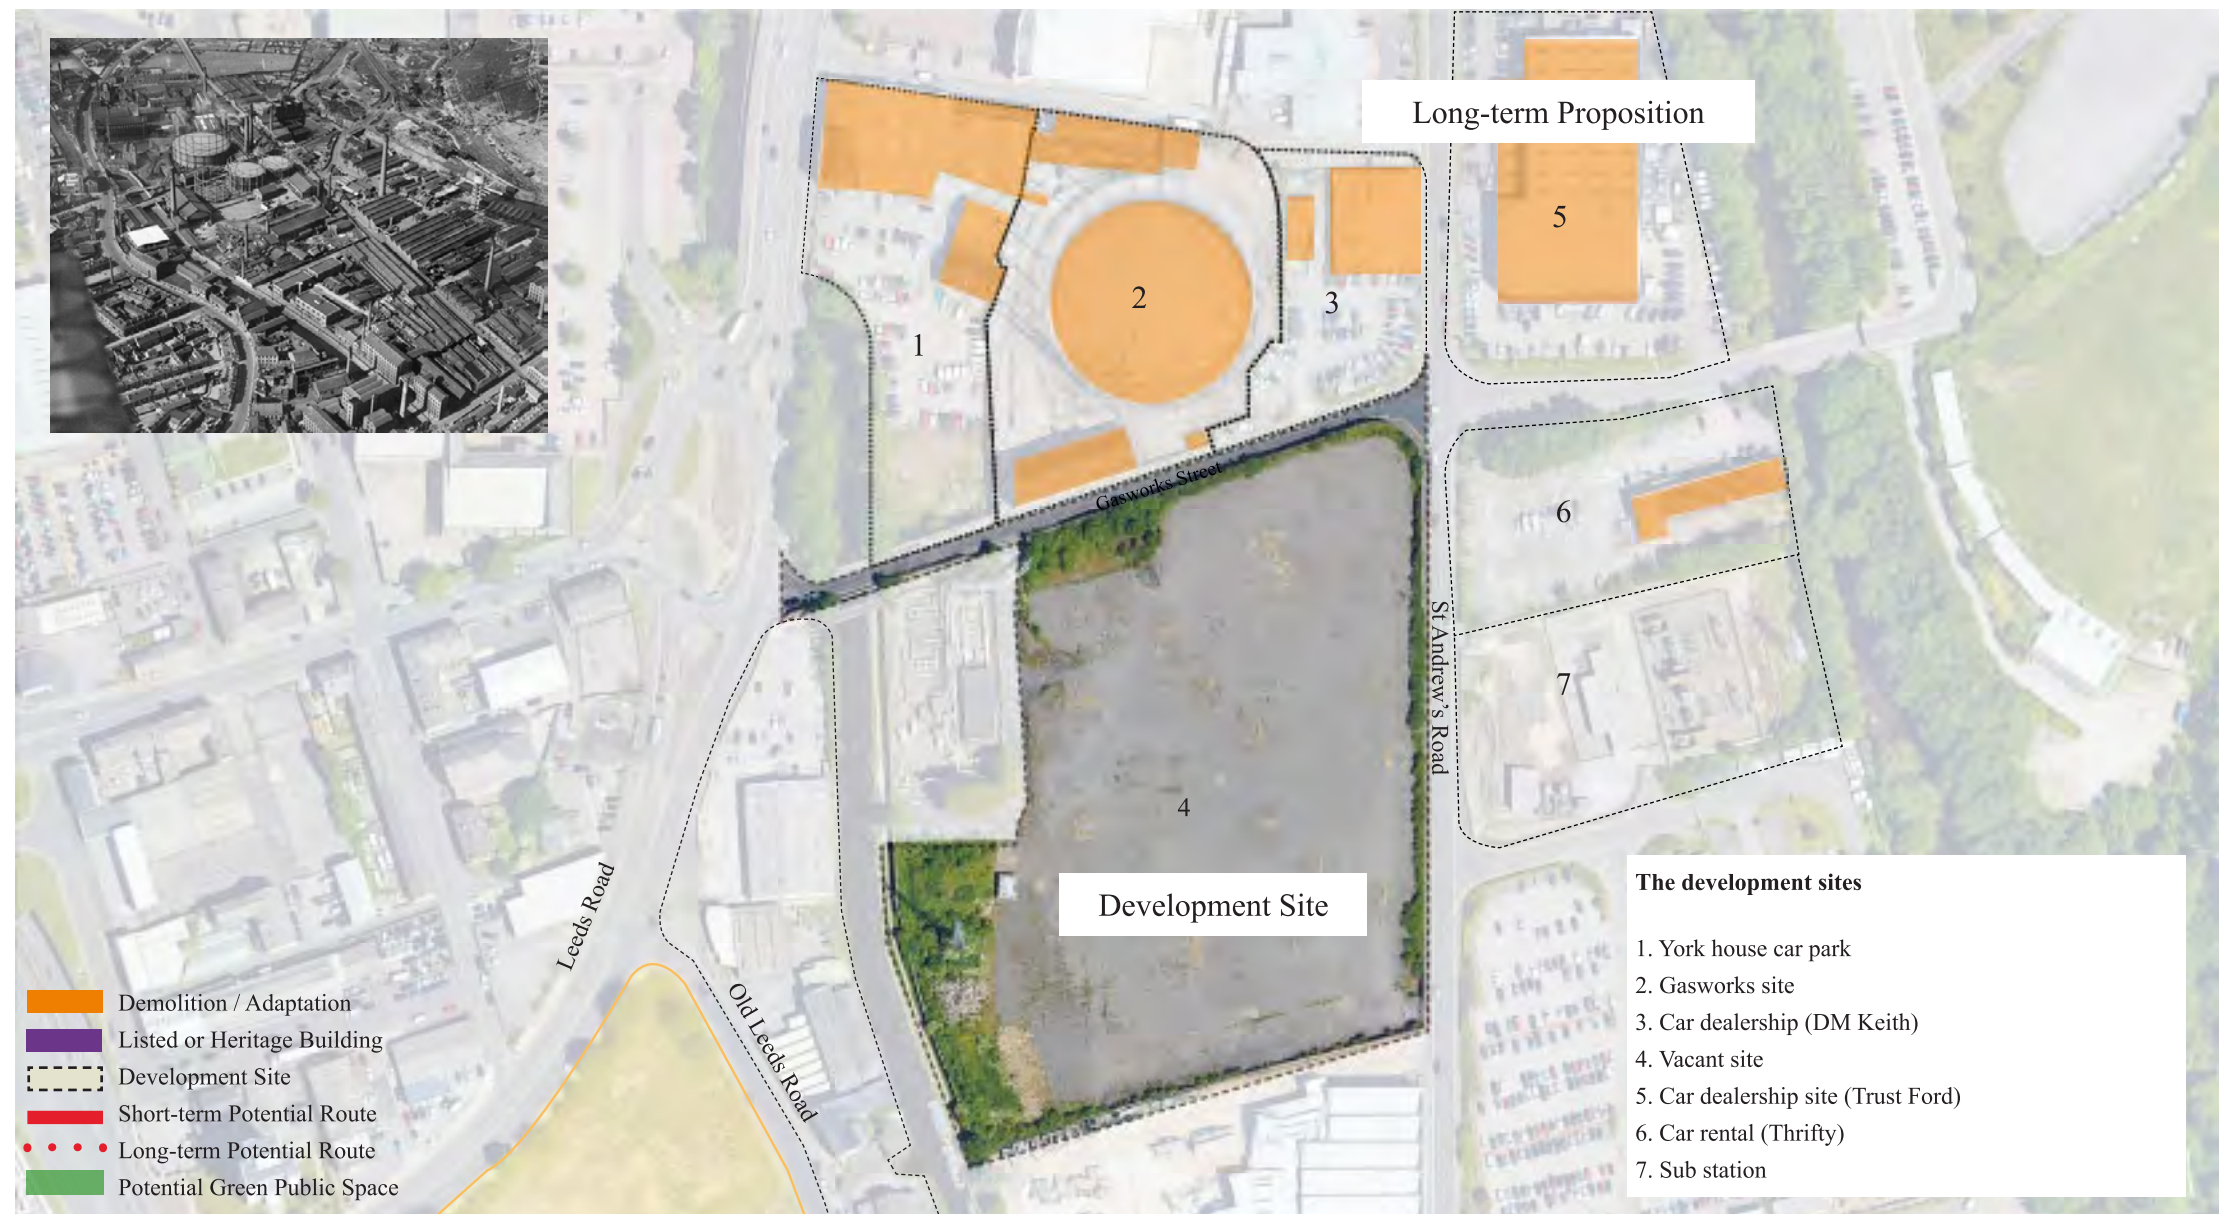 Long-term Proposition
5
2
3
1
Gasworks Street
6
St Andrew's Road
7
4
Development Site
Leeds Road
Old Leeds Road
Demolition / Adaptation
Listed or Heritage Building
Development Site
Short-term Potential Route
Long-term Potential Route
Potential Green Public Space
The development sites
1. York house car park
2. Gasworks site
3. Car dealership (DM Keith)
4. Vacant site
5. Car dealership site (Trust Ford)
6. Car rental (Thrifty)
7. Sub station